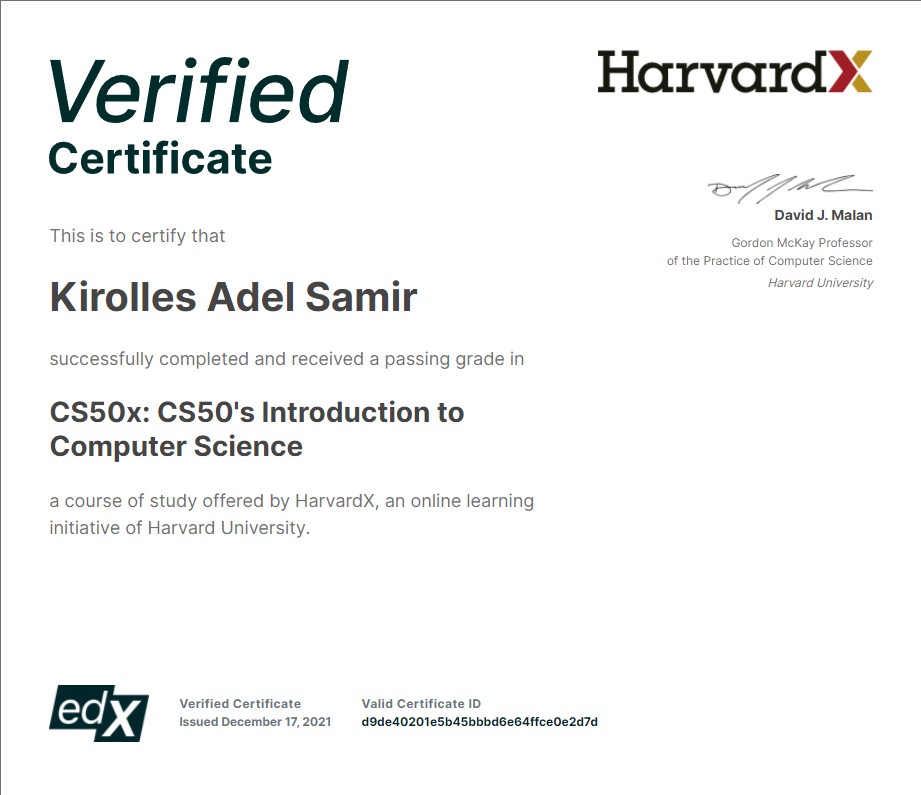 Verified
Certificate
HarvardX
David J. Malan
Gordon McKay Professor
of the Practice of Computer Science
Harvard University
This is to certify that
Kirolles Adel Samir
successfully completed and received a passing grade in
CS50x: CS50's Introduction to
Computer Science
a course of study offered by HarvardX, an online learning
initiative of Harvard University.
edX
Verified Certificate
Issued December 17, 2021
Valid Certificate ID
d9de40201e5b45bbbd6e64ffce0e2d7d